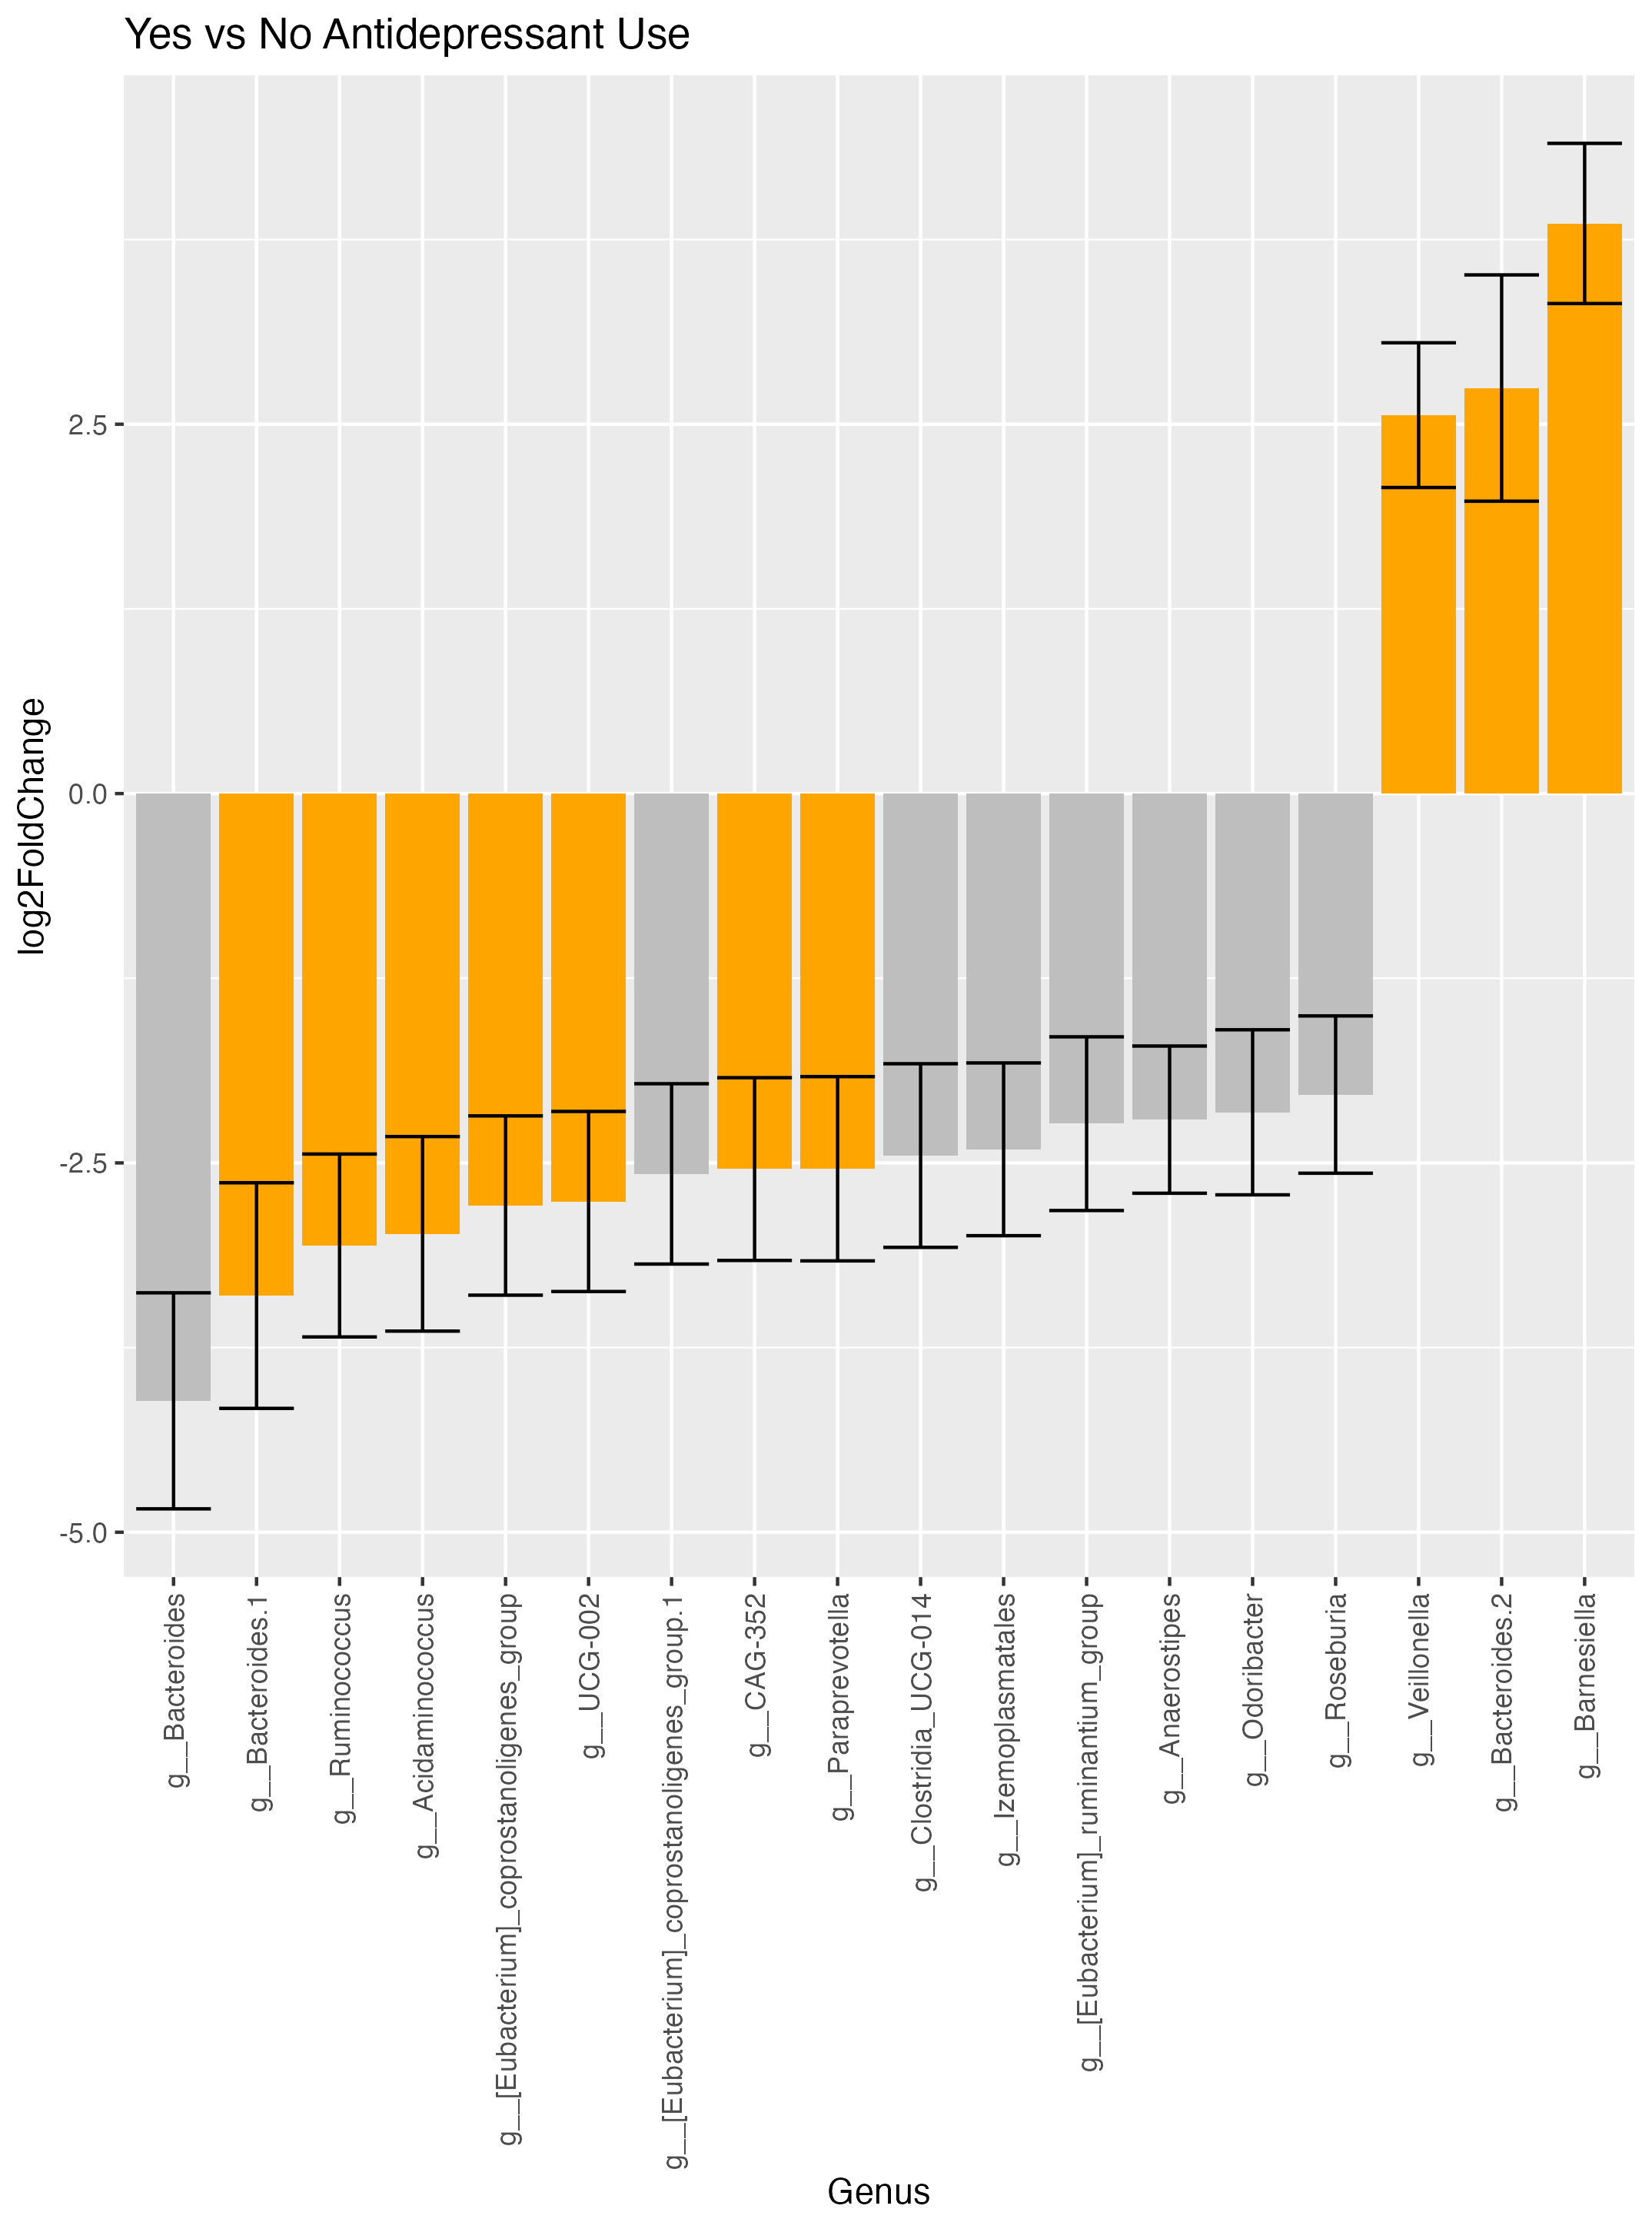 Yes vs No Antidepressant Use
log2FoldChange
2.5
0.0
-2.5
-5.0
g__Bacteroides
g__Bacteroides.1
g__Ruminococcus
g__Acidaminococcus
g__[Eubacterium]_coprostanoligenes_group
g__UCG-002
g__[Eubacterium]_coprostanoligenes_group.1
g__CAG-352
g__Paraprevotella
g__Clostridia_UCG-014
g__Izemoplasmatales
g__[Eubacterium]_ruminantium_group
g__Anaerostipes
g__Odoribacter
g__Roseburia
g__Veillonella
g__Bacteroides.2
g__Barnesiella
Genus